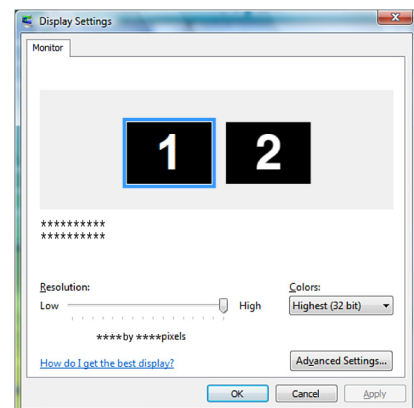 Display Settings
Monitor
1 2
**********
**********
Resolution:
Colors:
Low High Highest (32 bit)
****by ****pixels
How do I get the best display? Advanced Settings...
OK Cancel Apply